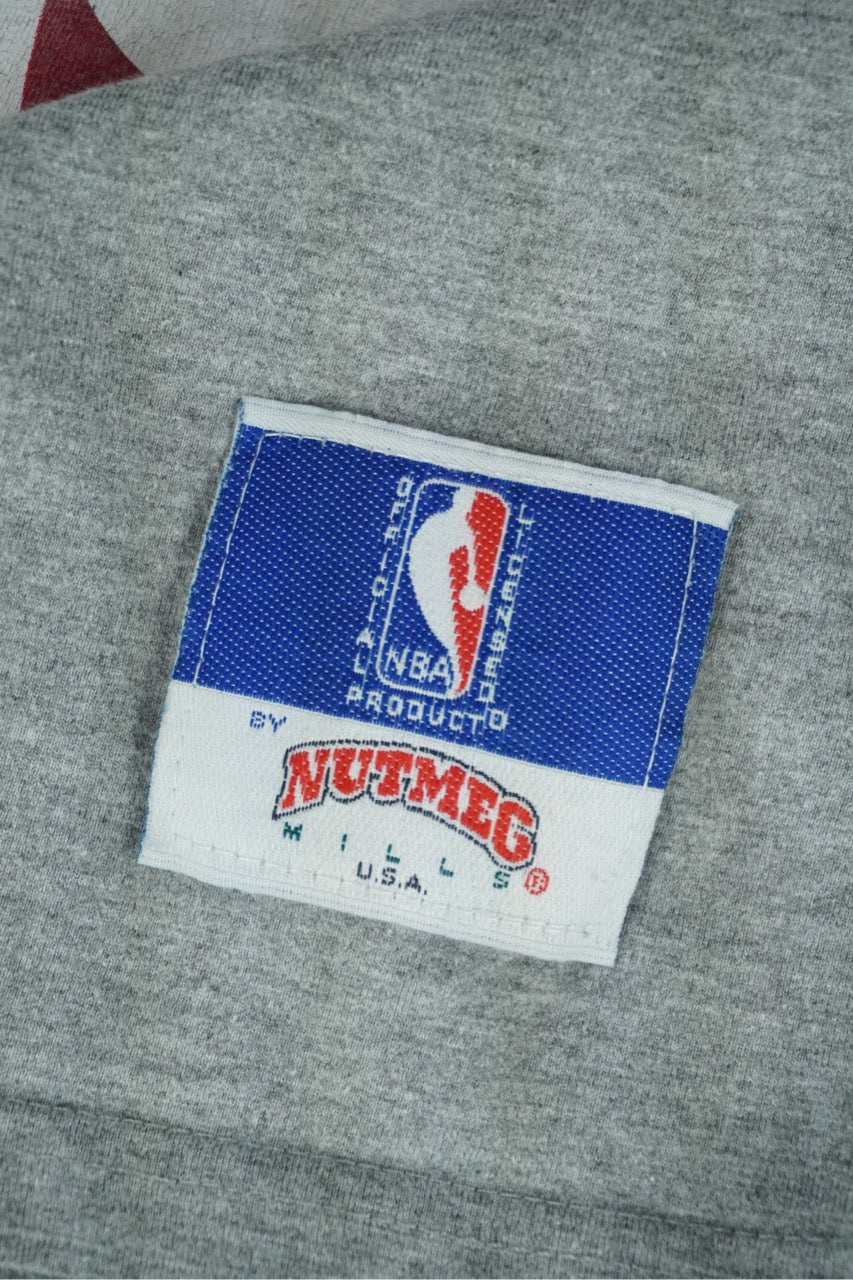 OFFICIAL
LICENSED
NBA
PRODUCT
BY
NUTMEG
MILLS®
U.S.A.